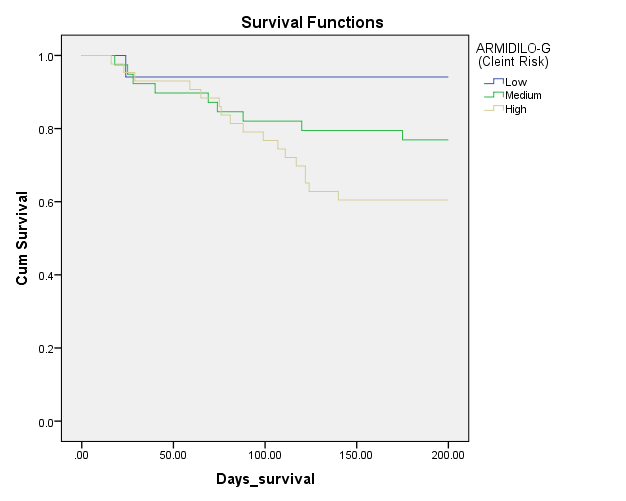 Survival Functions
ARMIDILO-G
(Cleint Risk)
Low
Medium
High
1.0
0.8
0.6
0.4
0.2
0.0
Cum Survival
.00 50.00 100.00 150.00 200.00
Days_survival